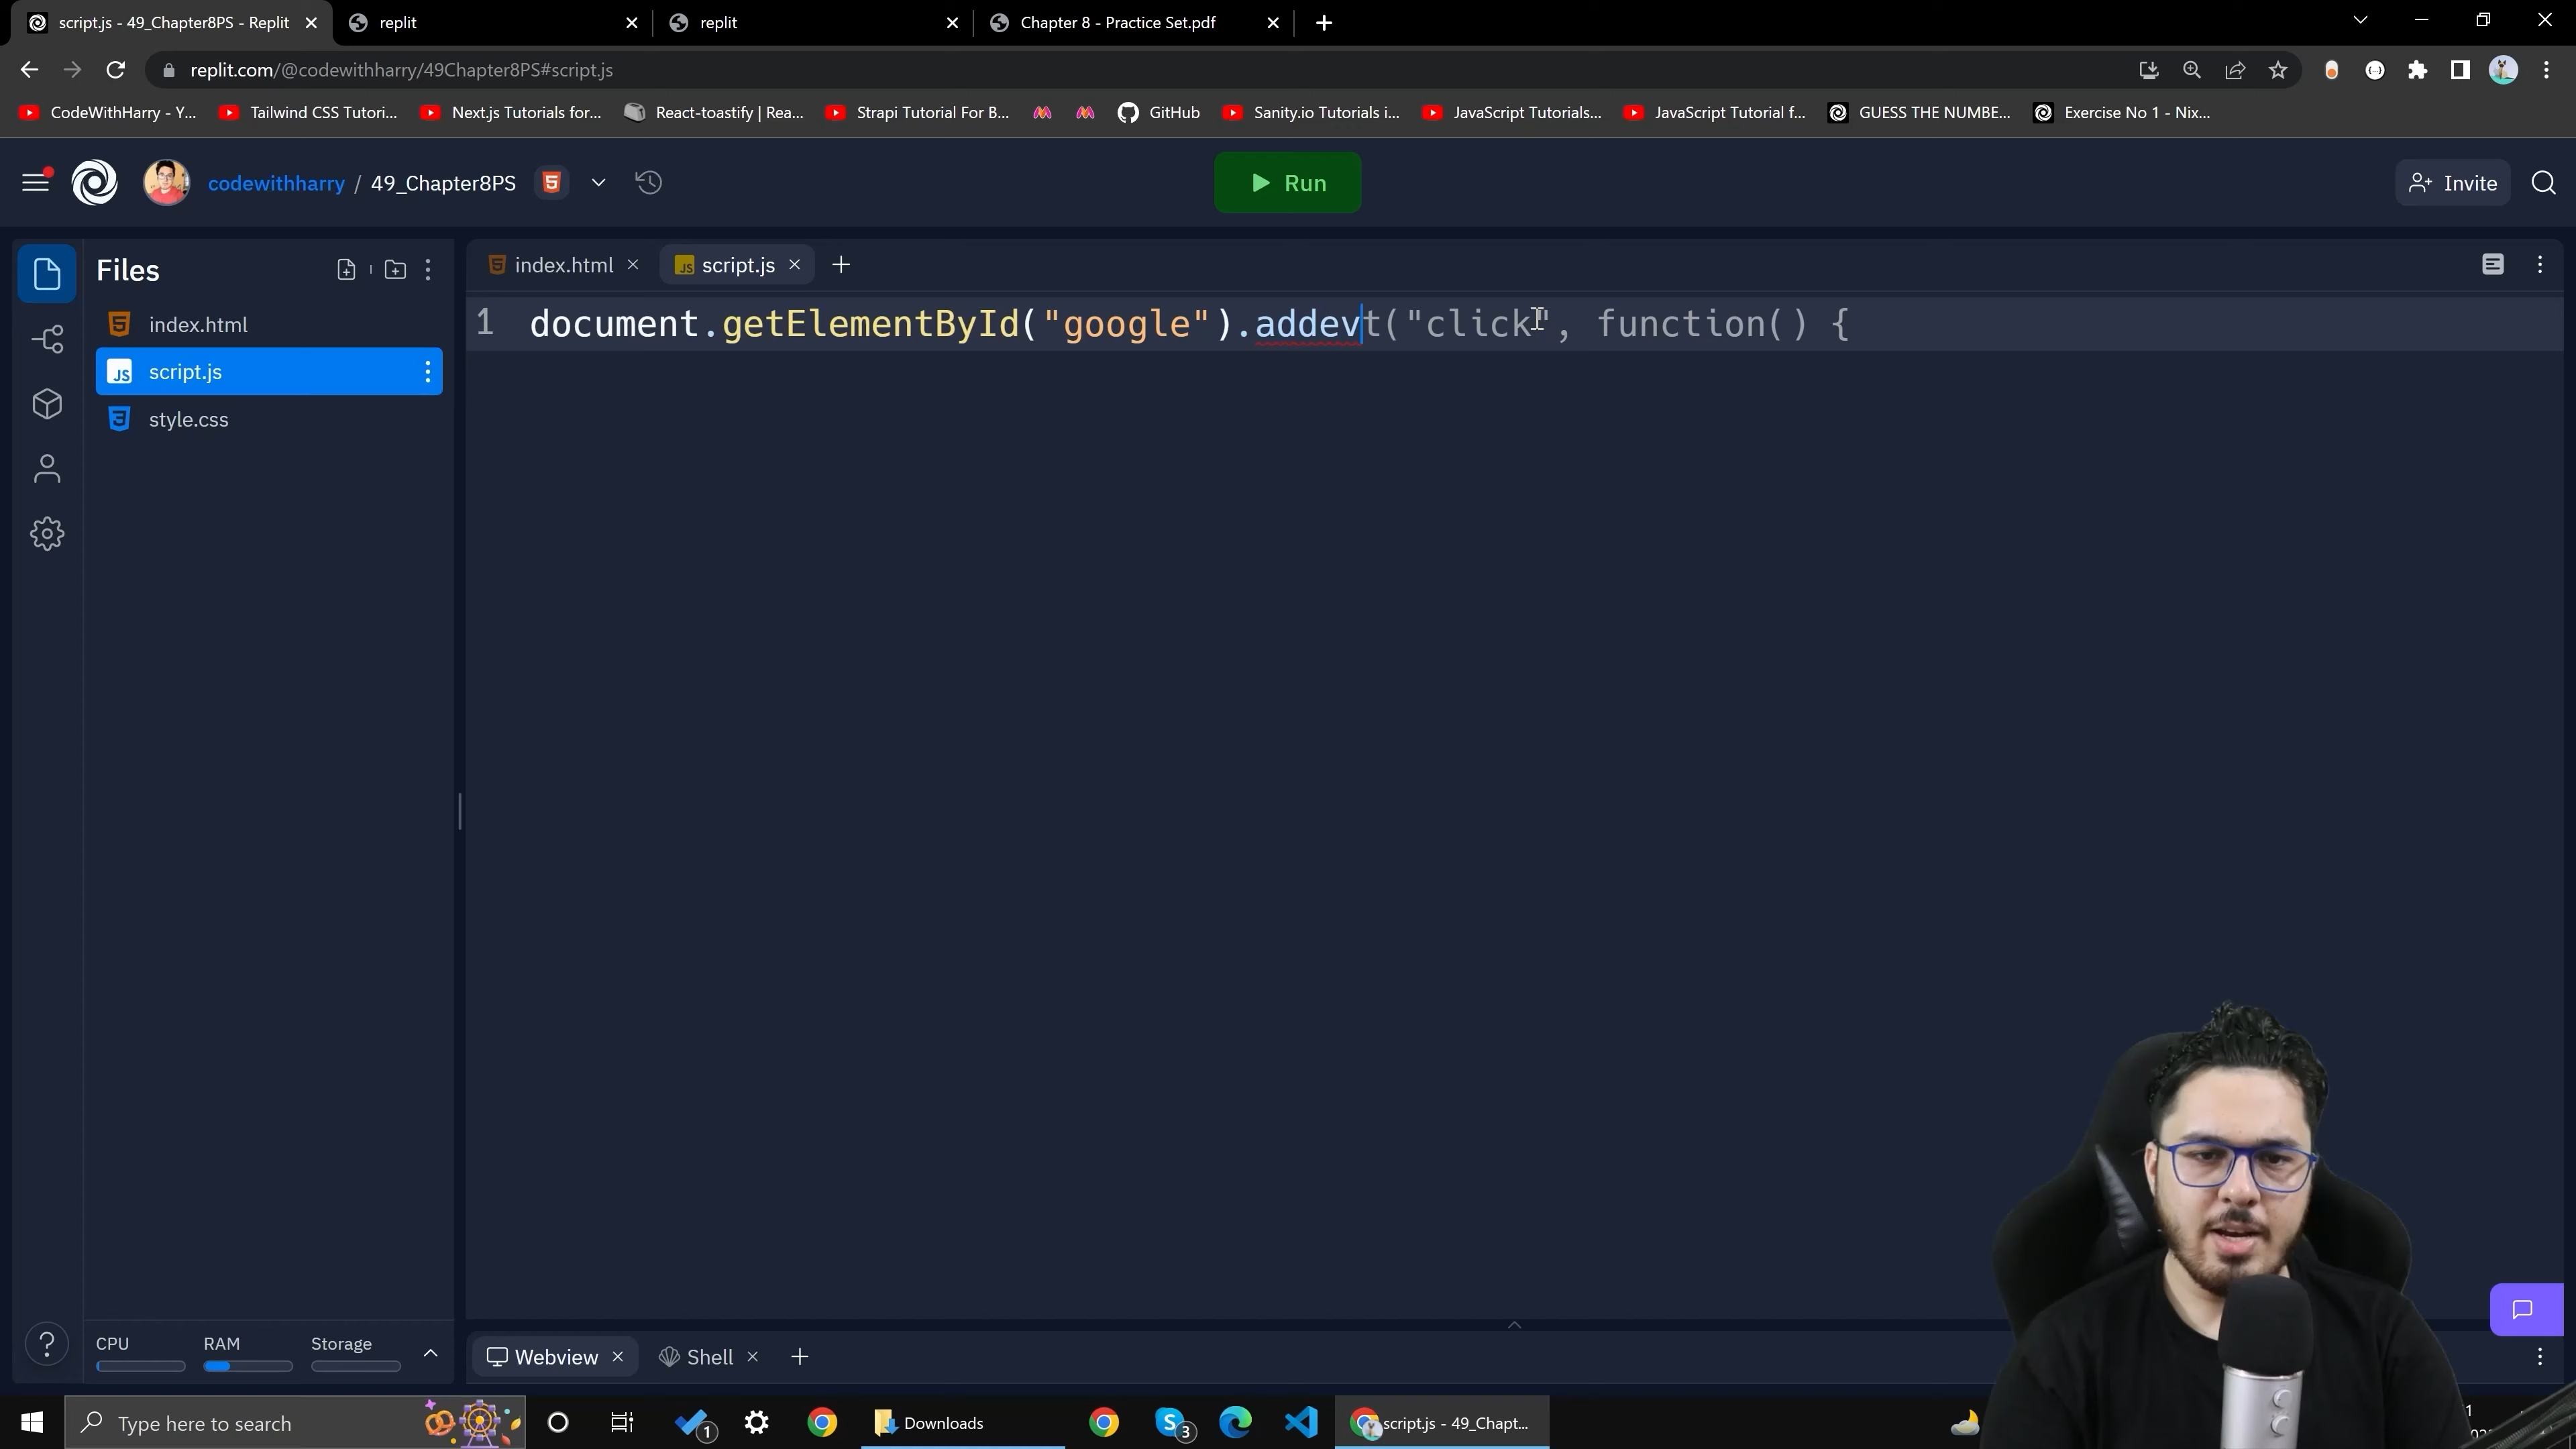 script.js - 49_Chapter8PS - Replit
replit
replit
Chapter 8 - Practice Set.pdf
replit.com/@codewithharry/49Chapter8PS#script.js
CodeWithHarry - Y...
Tailwind CSS Tutori...
Next.js Tutorials for...
React-toastify | Rea...
Strapi Tutorial For B...
GitHub
Sanity.io Tutorials i...
JavaScript Tutorials...
JavaScript Tutorial f...
GUESS THE NUMBE...
Exercise No 1 - Nix...
codewithharry / 49_Chapter8PS
Run
Invite
Files
index.html
script.js
style.css
index.html
script.js
1 document.getElementById("google").addevt("click", function() {
CPU
RAM
Storage
Webview
Shell
Type here to search
1
Downloads
3
script.js - 49_Chapt...